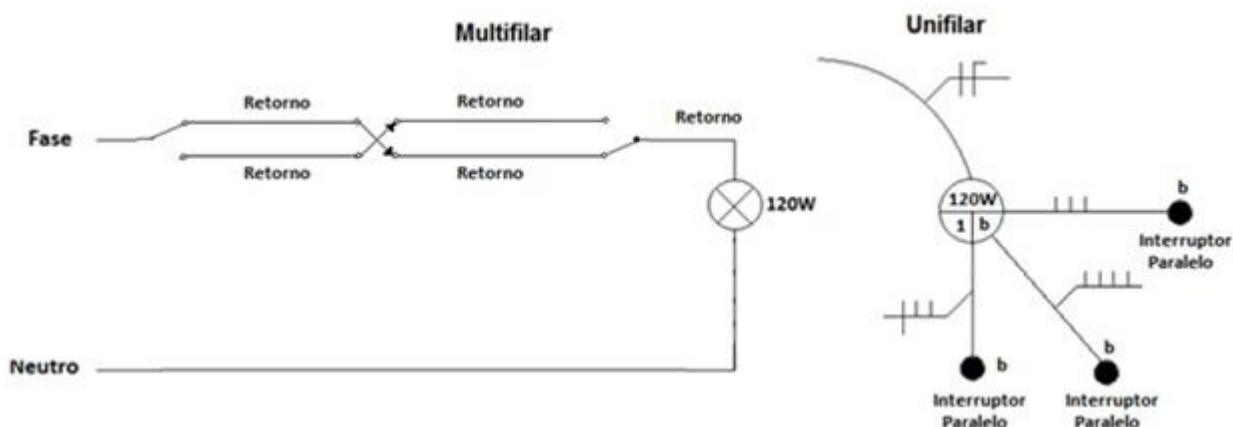 Multifilar
Unifilar
Retorno
Retorno
Retorno
Fase
Retorno
Retorno
120W
Neutro
120W
1 b
b
Interruptor
Paralelo
b
Interruptor
Paralelo
b
Interruptor
Paralelo